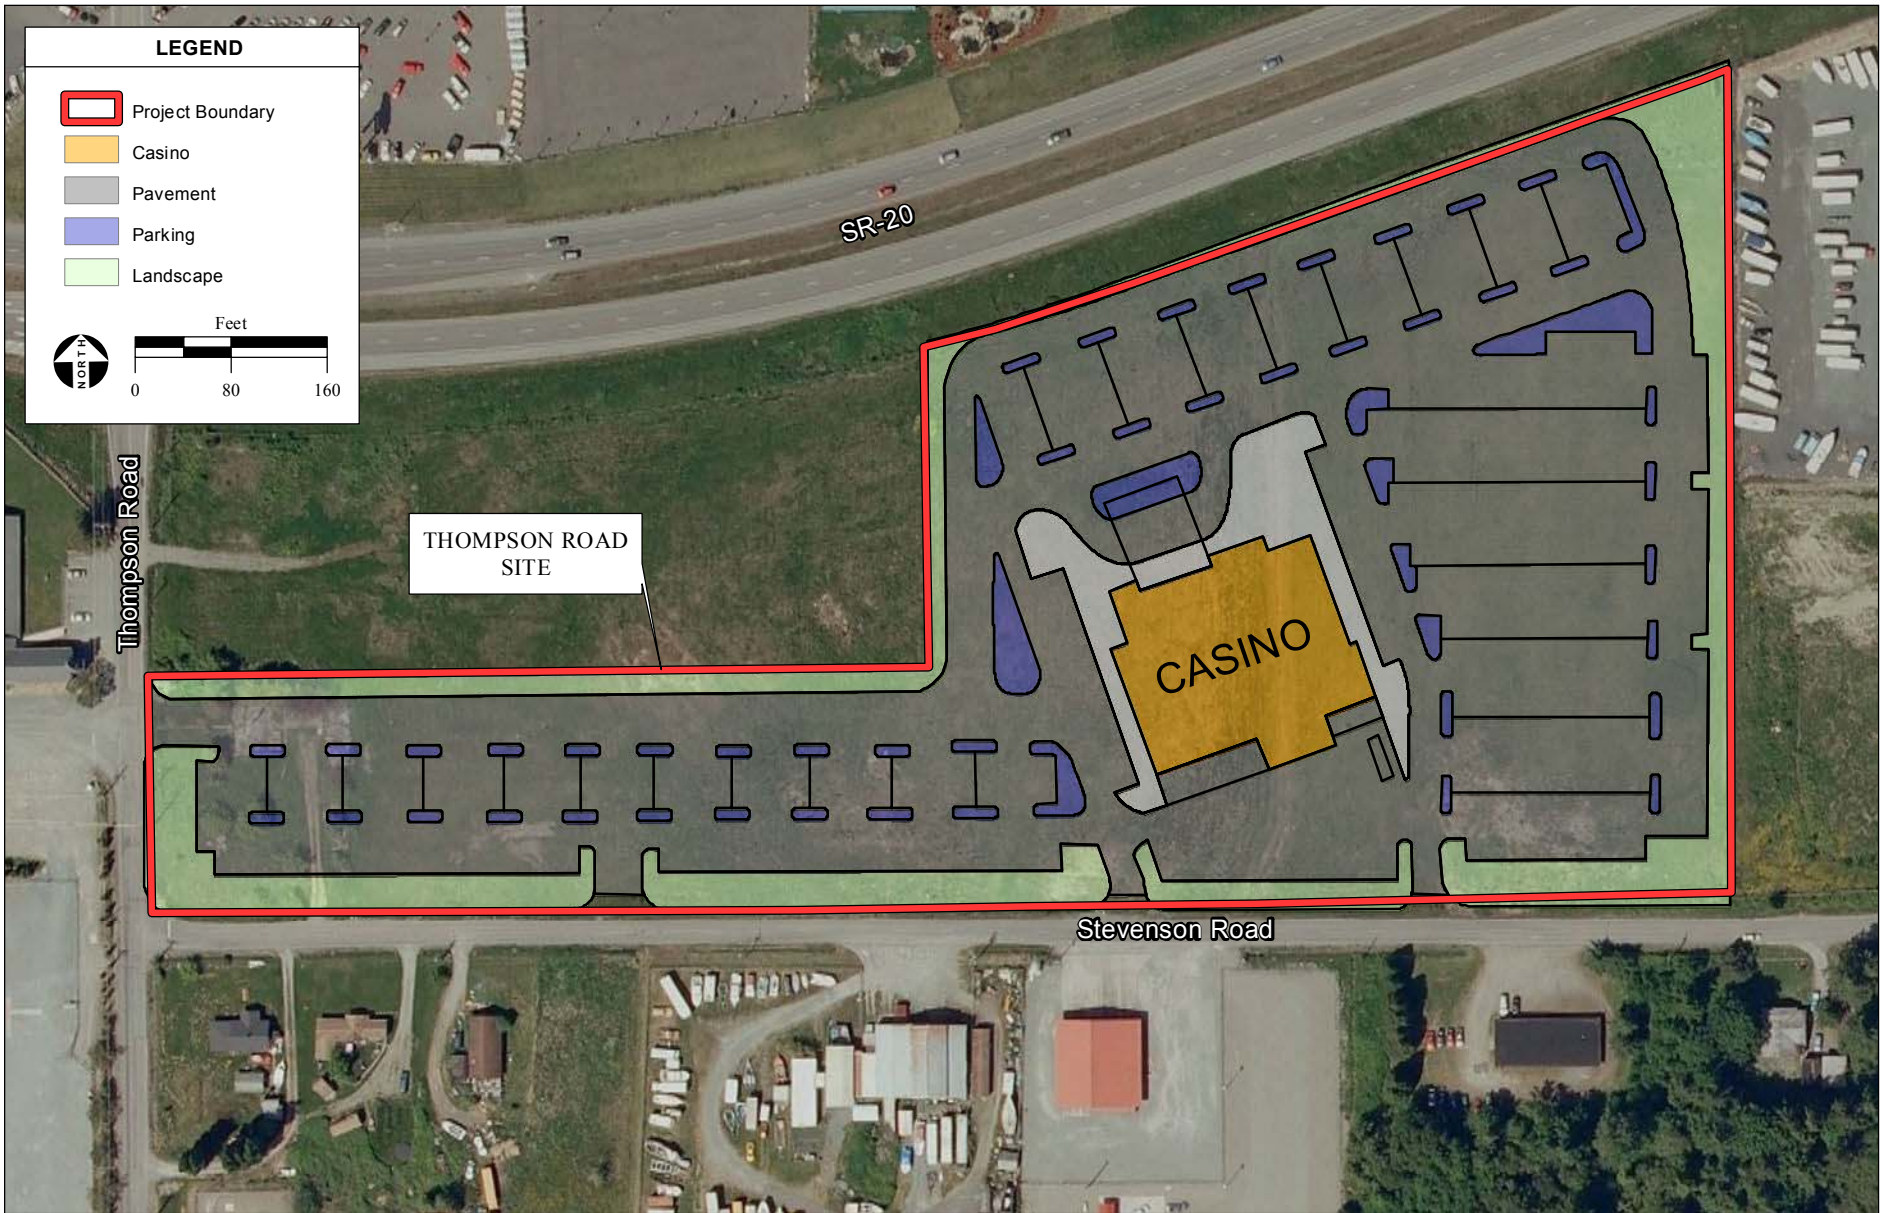 LEGEND
Project Boundary
Casino
Pavement
Parking
Landscape
Feet
NORTH
0 80 160
SR-20
Thompson Road
THOMPSON ROAD
SITE
CASINO
Stevenson Road